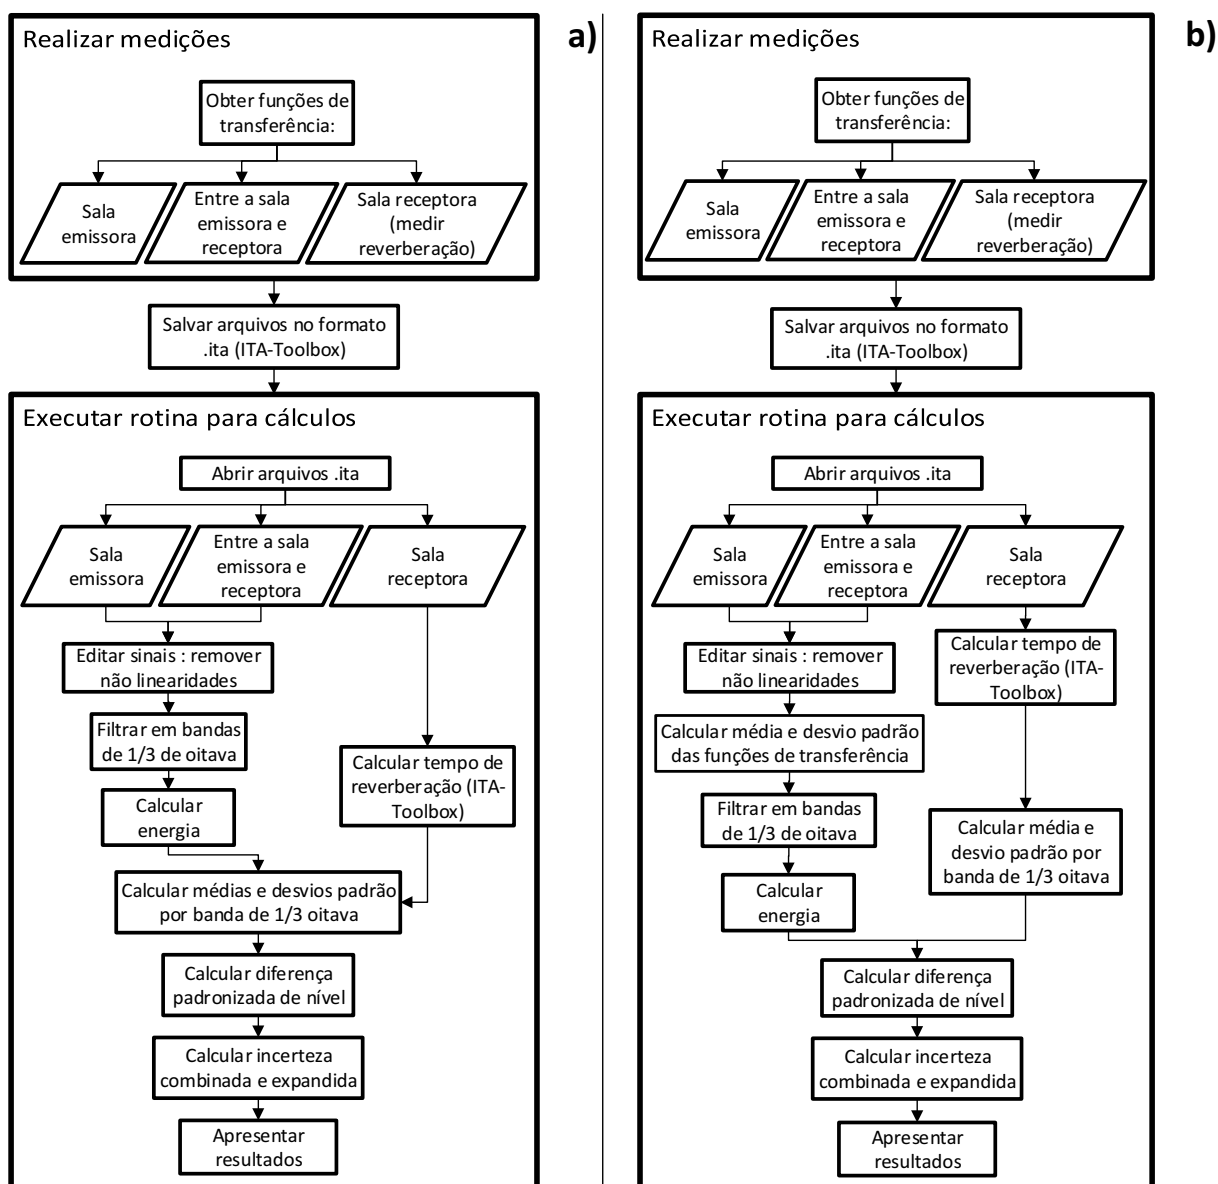 a)
Realizar medições
Obter funções de
transferência:
Sala
emissora
Entre a sala
emissora e
receptora
Sala receptora
(medir
reverberação)
Salvar arquivos no formato
.ita (ITA-Toolbox)
Executar rotina para cálculos
Abrir arquivos .ita
Sala
emissora
Entre a sala
emissora e
receptora
Sala
receptora
Editar sinais : remover
não linearidades
Filtrar em bandas
de 1/3 de oitava
Calcular
energia
Calcular tempo de
reverberação (ITA-
Toolbox)
Calcular médias e desvios padrão
por banda de 1/3 oitava
Calcular diferença
padronizada de nível
Calcular incerteza
combinada e expandida
Apresentar
resultados
b)
Realizar medições
Obter funções de
transferência:
Sala
emissora
Entre a sala
emissora e
receptora
Sala receptora
(medir
reverberação)
Salvar arquivos no formato
.ita (ITA-Toolbox)
Executar rotina para cálculos
Abrir arquivos .ita
Sala
emissora
Entre a sala
emissora e
receptora
Sala
receptora
Editar sinais : remover
não linearidades
Calcular tempo de
reverberação (ITA-
Toolbox)
Calcular média e desvio padrão
das funções de transferência
Filtrar em bandas
de 1/3 de oitava
Calcular
energia
Calcular média e
desvio padrão por
banda de 1/3 oitava
Calcular diferença
padronizada de nível
Calcular incerteza
combinada e expandida
Apresentar
resultados